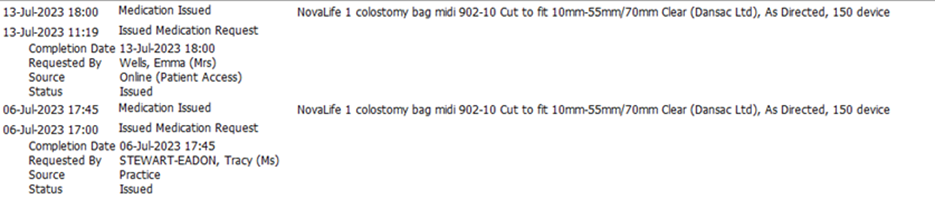 13-Jul-2023 18:00 Medication Issued NovaLife 1 colostomy bag midi 902-10 Cut to fit 10mm-55mm/70mm Clear (Dansac Ltd), As Directed, 150 device
13-Jul-2023 11:19 Issued Medication Request
Completion Date 13-Jul-2023 18:00
Requested By Wells, Emma (Mrs)
Source Online (Patient Access)
Status Issued
06-Jul-2023 17:45 Medication Issued NovaLife 1 colostomy bag midi 902-10 Cut to fit 10mm-55mm/70mm Clear (Dansac Ltd), As Directed, 150 device
06-Jul-2023 17:00 Issued Medication Request
Completion Date 06-Jul-2023 17:45
Requested By STEWART-EADON, Tracy (Ms)
Source Practice
Status Issued